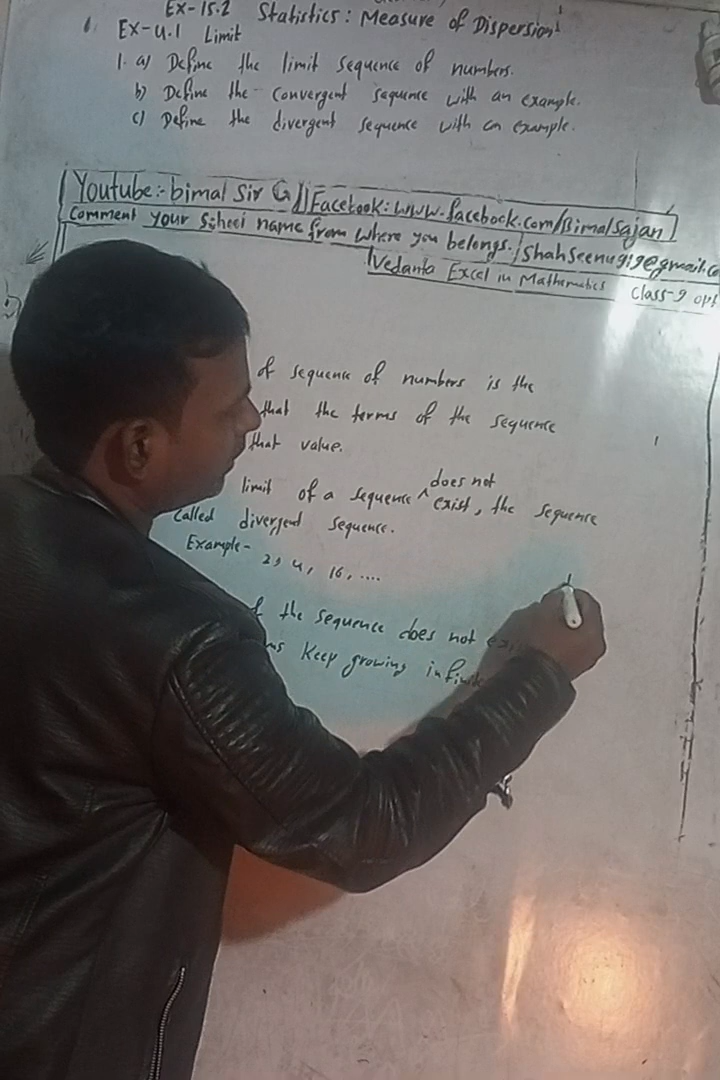 Ex-15.2 Statistics: Measure of Dispersion
Ex-4.1 Limit
1. a) Define the limit sequence of numbers.
b) Define the convergent sequence with an example.
c) Define the divergent sequence with an example.
Youtube:- bimal Sir G // Facebook: www.facebook.com/Bimalsajan
Comment your School name from where you belongs. / Shahseenu919@gmail.co
Vedanta Excel in Mathematics Class-9 opt
of sequence of numbers is the
that the terms of the sequence
that value.
limit of a sequence does not exist, the sequence
called divergent sequence.
Example- 2, 4, 16, ....
the sequence does not
Keep growing